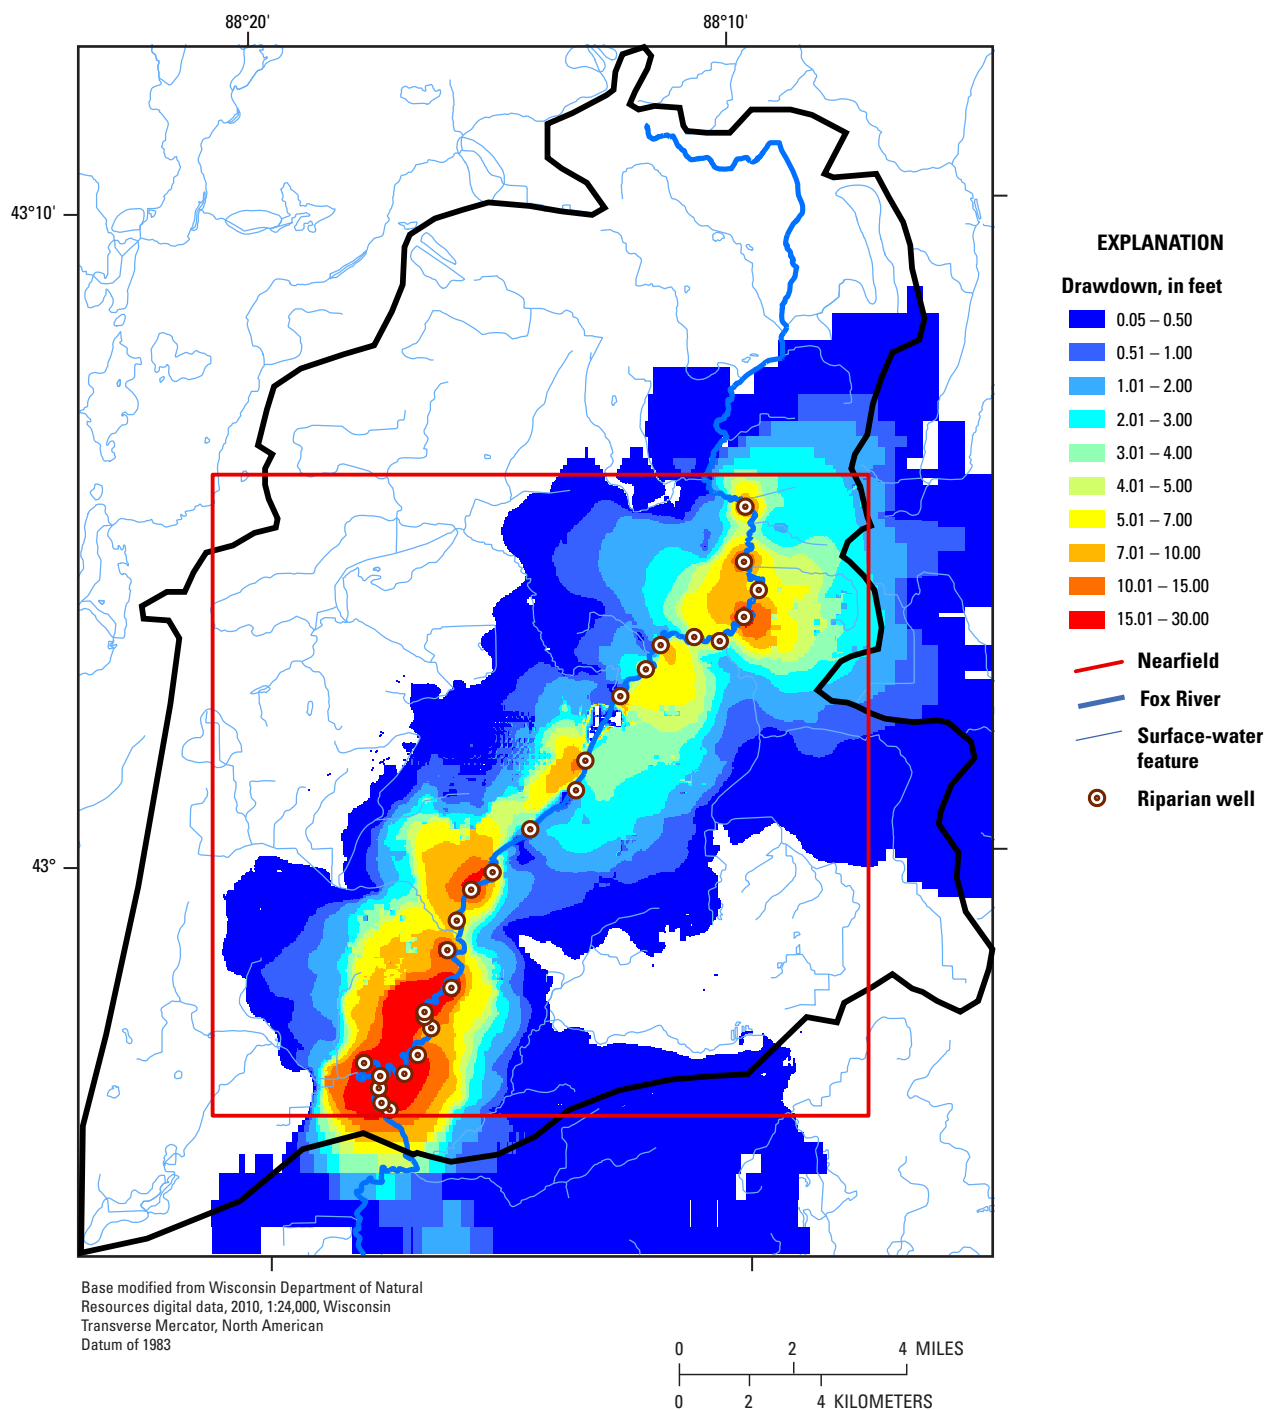 88°20'
88°10'
43°10'
43°
EXPLANATION
Drawdown, in feet
0.05 – 0.50
0.51 – 1.00
1.01 – 2.00
2.01 – 3.00
3.01 – 4.00
4.01 – 5.00
5.01 – 7.00
7.01 – 10.00
10.01 – 15.00
15.01 – 30.00
Nearfield
Fox River
Surface-water
feature
Riparian well
Base modified from Wisconsin Department of Natural
Resources digital data, 2010, 1:24,000, Wisconsin
Transverse Mercator, North American
Datum of 1983
0 2 4 MILES
0 2 4 KILOMETERS